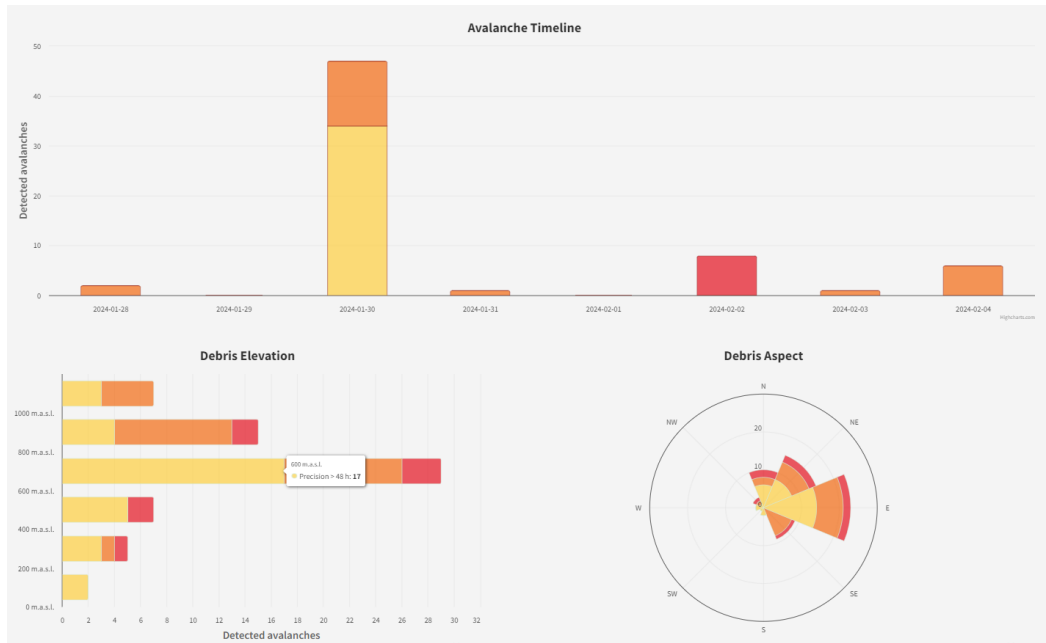 Avalanche Timeline
Detected avalanches
50
40
30
20
10
0
2024-01-28
2024-01-29
2024-01-30
2024-01-31
2024-02-01
2024-02-02
2024-02-03
2024-02-04
Highcharts.com
Debris Elevation
1000 m.a.s.l.
800 m.a.s.l.
600 m.a.s.l.
400 m.a.s.l.
200 m.a.s.l.
0 m.a.s.l.
600 m.a.s.l.
Precision > 48 h: 17
0 2 4 6 8 10 12 14 16 18 20 22 24 26 28 30 32
Detected avalanches
Debris Aspect
N
NE
E
SE
S
SW
W
NW
20
10
0